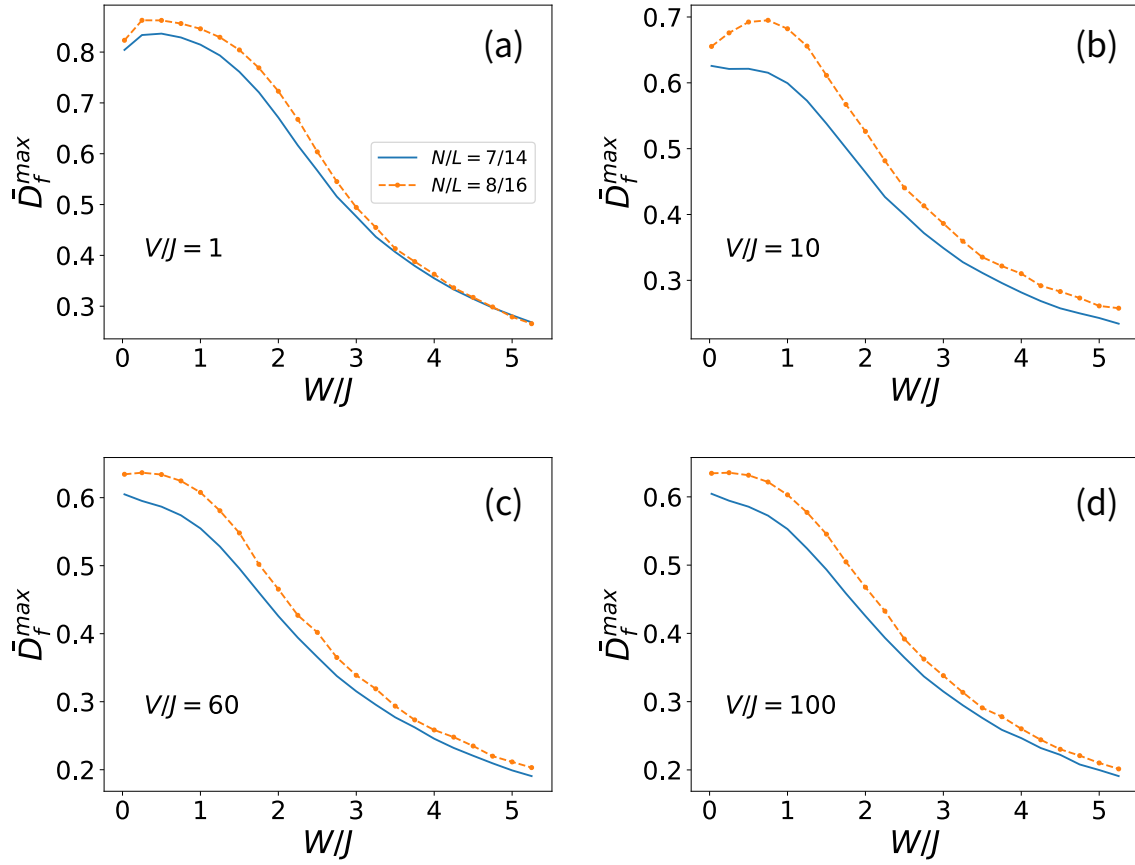 (a)
0.8
0.7
0.6
0.5
0.4
0.3
D̄_f^max
N/L = 7/14
N/L = 8/16
V/J = 1
0 1 2 3 4 5
W/J
(b)
0.7
0.6
0.5
0.4
0.3
D̄_f^max
V/J = 10
0 1 2 3 4 5
W/J
(c)
0.6
0.5
0.4
0.3
0.2
D̄_f^max
V/J = 60
0 1 2 3 4 5
W/J
(d)
0.6
0.5
0.4
0.3
0.2
D̄_f^max
V/J = 100
0 1 2 3 4 5
W/J